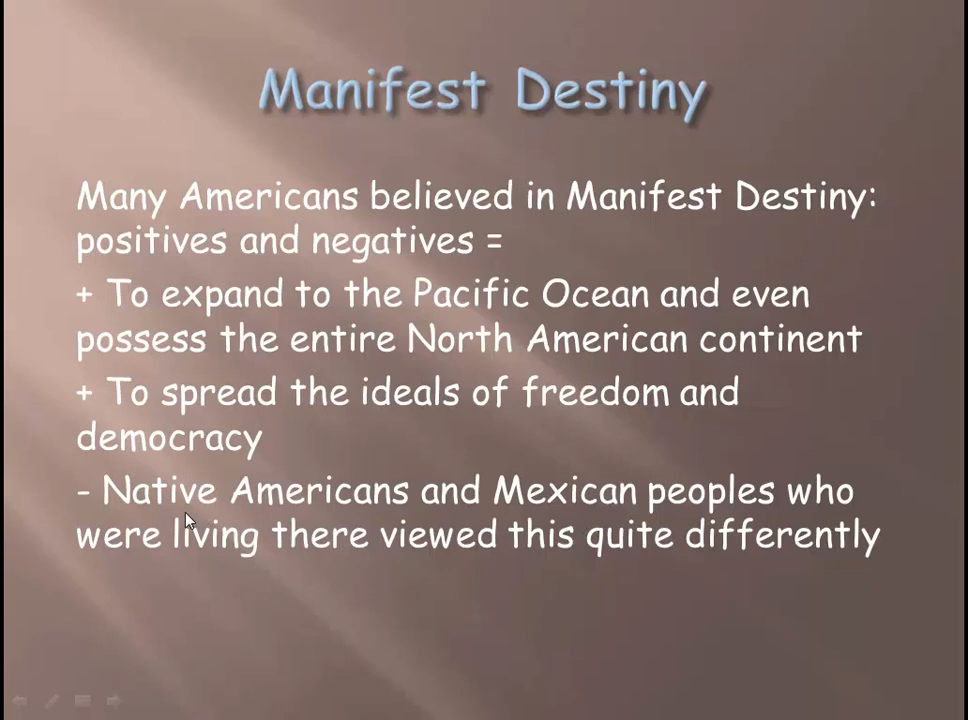 Manifest Destiny
Many Americans believed in Manifest Destiny:
positives and negatives =
+ To expand to the Pacific Ocean and even
possess the entire North American continent
+ To spread the ideals of freedom and
democracy
- Native Americans and Mexican peoples who
were living there viewed this quite differently